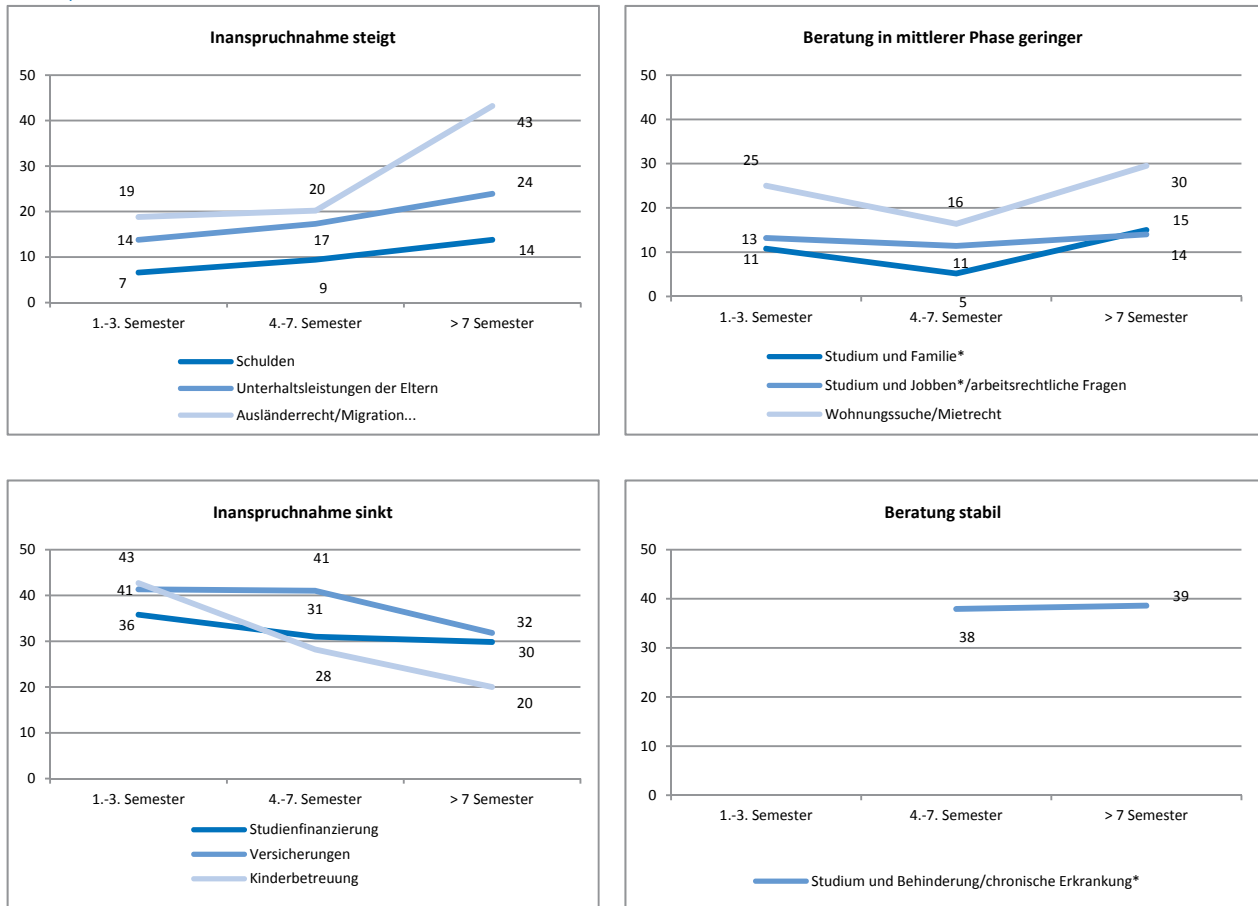 Inanspruchnahme steigt
50
40
30
20
10
0
19
20
43
14
17
24
7
9
14
1.-3. Semester
4.-7. Semester
> 7 Semester
Schulden
Unterhaltsleistungen der Eltern
Ausländerrecht/Migration...
Beratung in mittlerer Phase geringer
50
40
30
20
10
0
25
16
30
13
11
14
11
5
15
1.-3. Semester
4.-7. Semester
> 7 Semester
Studium und Familie*
Studium und Jobben*/arbeitsrechtliche Fragen
Wohnungssuche/Mietrecht
Inanspruchnahme sinkt
50
40
30
20
10
0
43
41
41
36
31
28
32
30
20
1.-3. Semester
4.-7. Semester
> 7 Semester
Studienfinanzierung
Versicherungen
Kinderbetreuung
Beratung stabil
50
40
30
20
10
0
38
39
1.-3. Semester
4.-7. Semester
> 7 Semester
Studium und Behinderung/chronische Erkrankung*